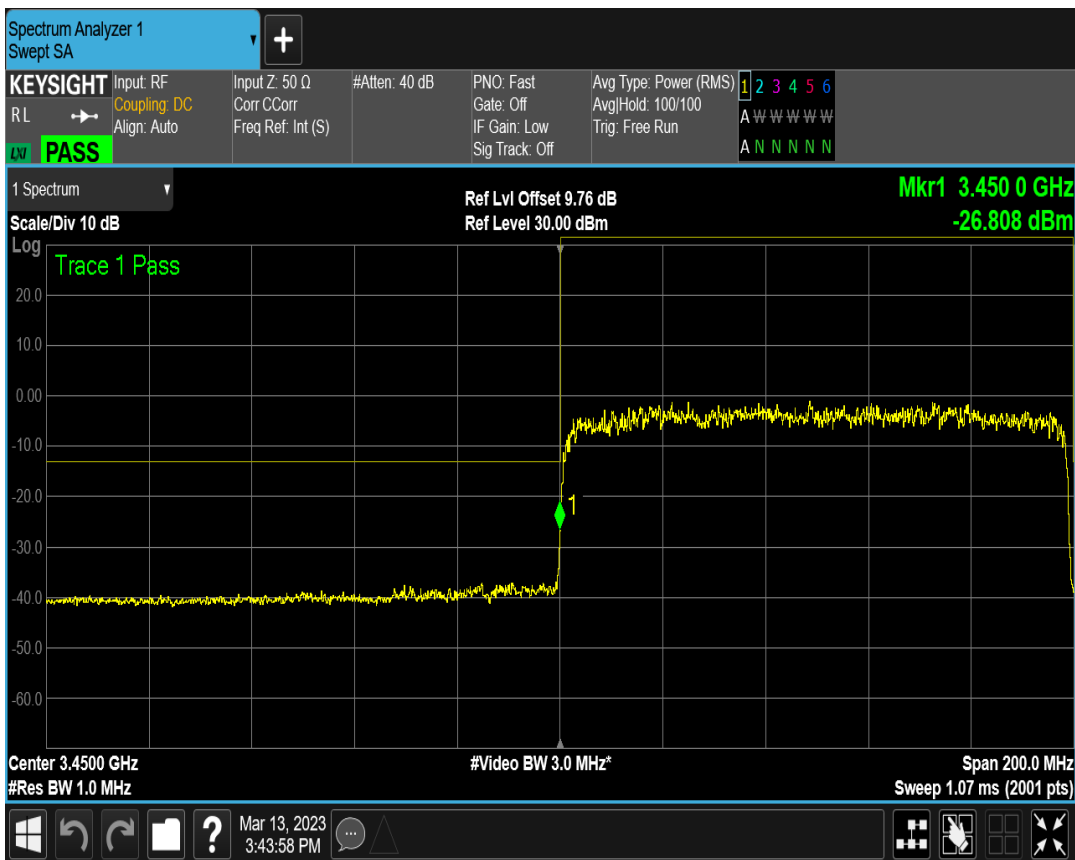 Spectrum Analyzer 1
Swept SA
+
KEYSIGHT
RL
LXI PASS
Input: RF
Coupling: DC
Align: Auto
Input Z: 50 Ω
Corr CCorr
Freq Ref: Int (S)
#Atten: 40 dB
PNO: Fast
Gate: Off
IF Gain: Low
Sig Track: Off
Avg Type: Power (RMS)
Avg|Hold: 100/100
Trig: Free Run
1 2 3 4 5 6
A W W W W W
A N N N N N
1 Spectrum
Scale/Div 10 dB
Ref Lvl Offset 9.76 dB
Ref Level 30.00 dBm
Mkr1 3.450 0 GHz
-26.808 dBm
Log
Trace 1 Pass
20.0
10.0
0.00
-10.0
-20.0
1
-30.0
-40.0
-50.0
-60.0
Center 3.4500 GHz
#Video BW 3.0 MHz*
Span 200.0 MHz
#Res BW 1.0 MHz
Sweep 1.07 ms (2001 pts)
?
Mar 13, 2023
3:43:58 PM